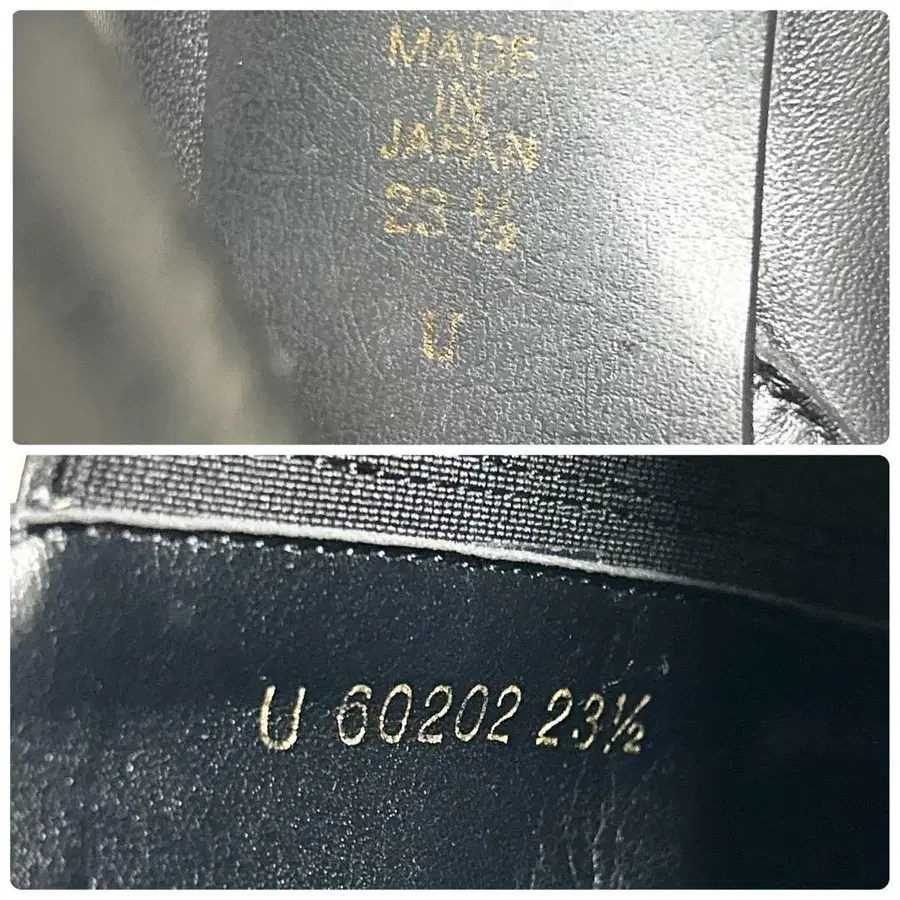 MADE
IN
JAPAN
23 ½
U
U 60202 23½